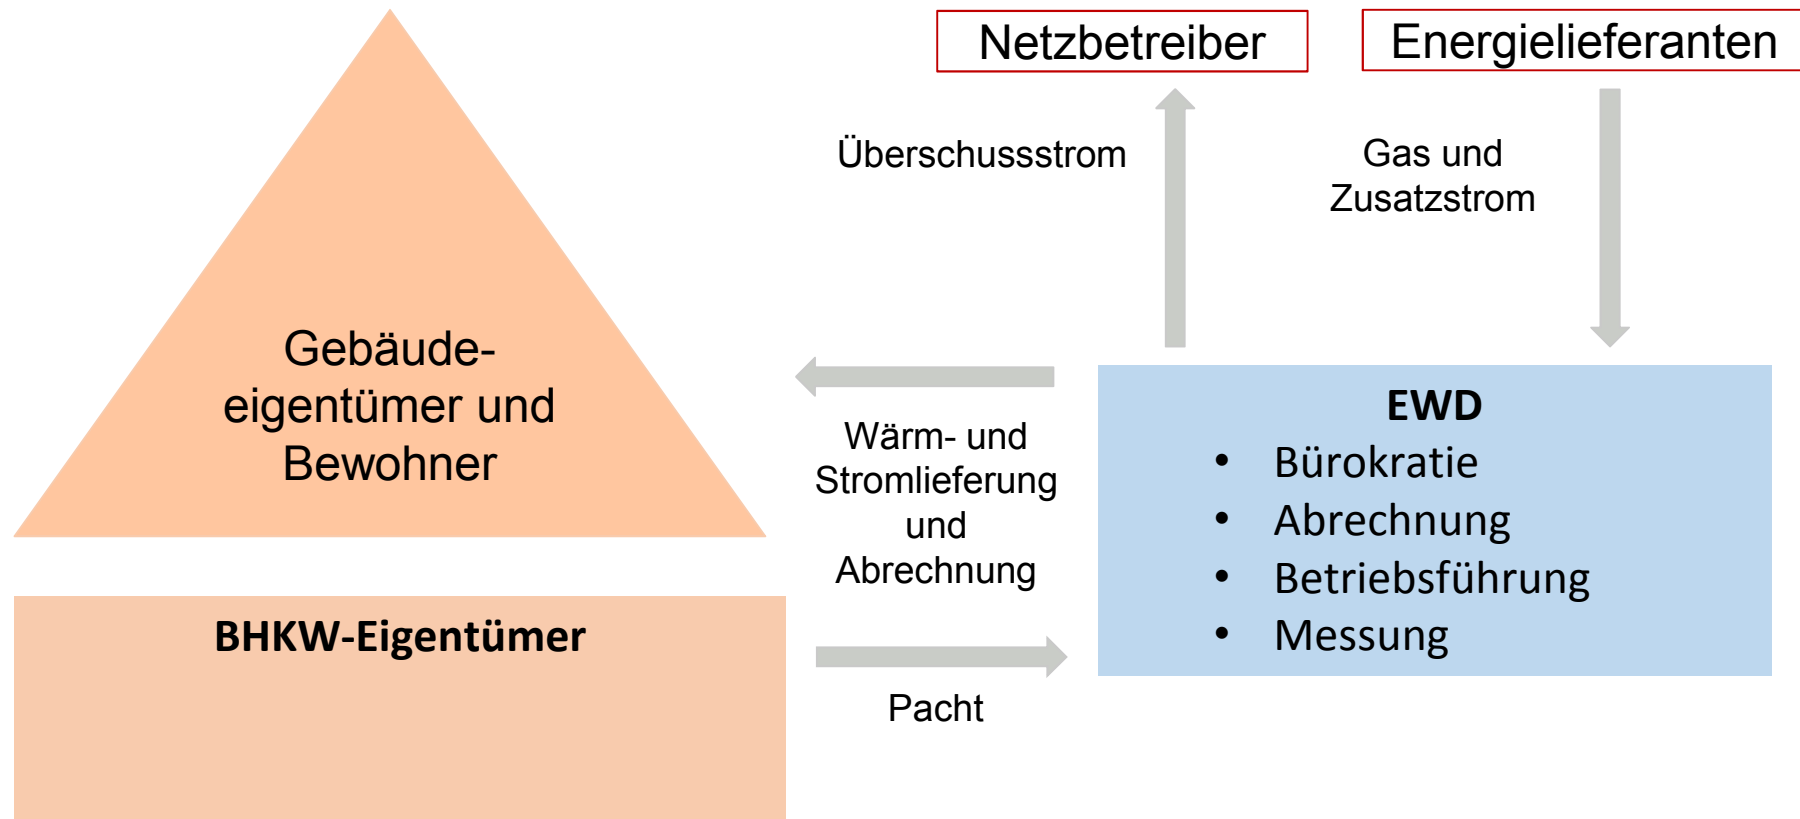 Netzbetreiber
Energielieferanten
Überschussstrom
Gas und
Zusatzstrom
Gebäude-
eigentümer und
Bewohner
Wärm- und
Stromlieferung
und
Abrechnung
EWD
• Bürokratie
• Abrechnung
• Betriebsführung
• Messung
BHKW-Eigentümer
Pacht